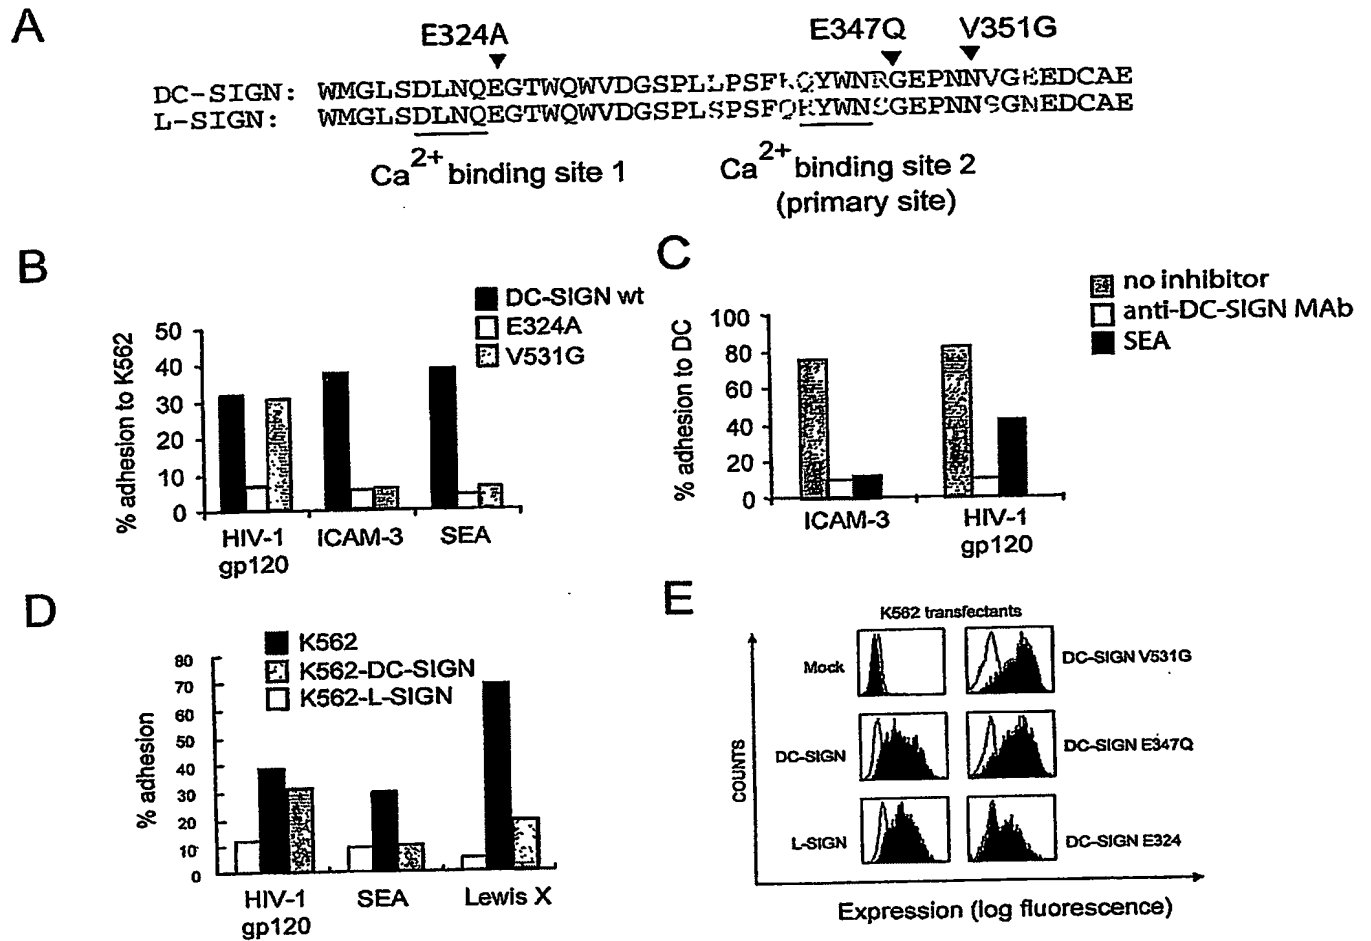 A
E324A
E347Q
V351G
DC-SIGN:
WMGLSDLNQEGTWQWVDGSPLLPSF
L-SIGN:
WMGLSDLNQEGTWQWVDGSPLSPSF
Ca2+ binding site 1
Ca2+ binding site 2
(primary site)
B
DC-SIGN wt
E324A
V531G
% adhesion to K562
50
40
30
20
10
0
HIV-1
gp120
ICAM-3
SEA
C
no inhibitor
anti-DC-SIGN MAb
SEA
% adhesion to DC
100
80
60
40
20
0
ICAM-3
HIV-1
gp120
D
K562
K562-DC-SIGN
K562-L-SIGN
% adhesion
80
70
60
50
40
30
20
10
0
HIV-1
gp120
SEA
Lewis X
E
K562 transfectants
Mock
DC-SIGN V531G
DC-SIGN
DC-SIGN E347Q
L-SIGN
DC-SIGN E324
COUNTS
Expression (log fluorescence)